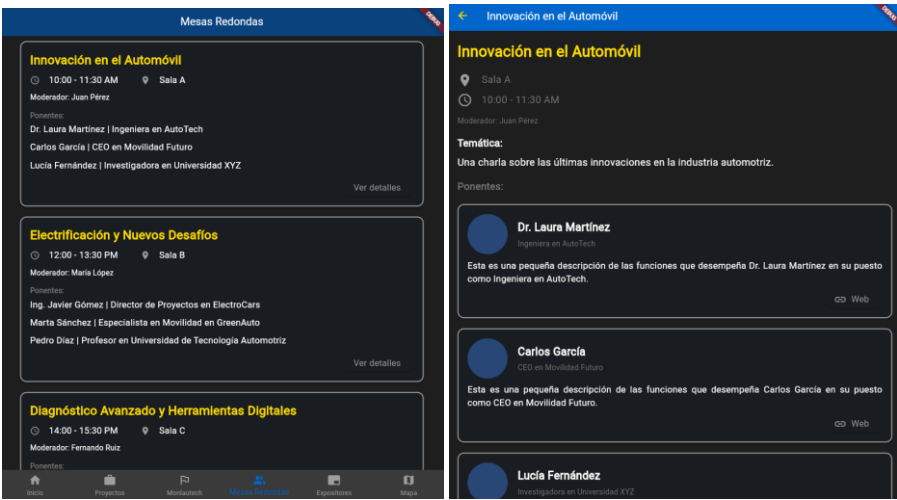 Mesas Redondas
DEBUG
Innovación en el Automóvil
10:00 - 11:30 AM Sala A
Moderador: Juan Pérez
Ponentes:
Dr. Laura Martínez | Ingeniera en AutoTech
Carlos García | CEO en Movilidad Futuro
Lucía Fernández | Investigadora en Universidad XYZ
Ver detalles
Electrificación y Nuevos Desafíos
12:00 - 13:30 PM Sala B
Moderador: María López
Ponentes:
Ing. Javier Gómez | Director de Proyectos en ElectroCars
Marta Sánchez | Especialista en Movilidad en GreenAuto
Pedro Díaz | Profesor en Universidad de Tecnología Automotriz
Ver detalles
Diagnóstico Avanzado y Herramientas Digitales
14:00 - 15:30 PM Sala C
Moderador: Fernando Ruiz
Ponentes:
Inicio Proyectos Monlautech Mesas Redondas Expositores Mapa
Innovación en el Automóvil
DEBUG
Innovación en el Automóvil
Sala A
10:00 - 11:30 AM
Moderador: Juan Pérez
Temática:
Una charla sobre las últimas innovaciones en la industria automotriz.
Ponentes:
Dr. Laura Martínez
Ingeniera en AutoTech
Esta es una pequeña descripción de las funciones que desempeña Dr. Laura Martínez en su puesto
como Ingeniera en AutoTech.
Web
Carlos García
CEO en Movilidad Futuro
Esta es una pequeña descripción de las funciones que desempeña Carlos García en su puesto
como CEO en Movilidad Futuro.
Web
Lucía Fernández
Investigadora en Universidad XYZ